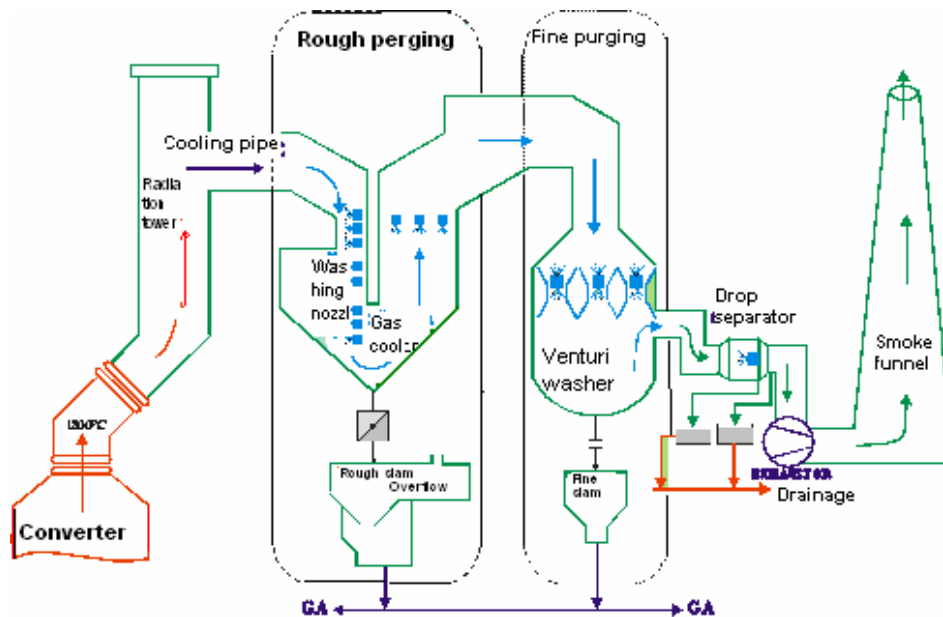 Rough perging
Fine purging
Cooling pipe
Radia
tion
tower
Was
hing
nozzl
Gas
cooler
Drop
separator
Venturi
washer
Smoke
funnel
Rough slam
Overflow
Fine
slam
EXHAUSTOR
Drainage
Converter
GA
GA